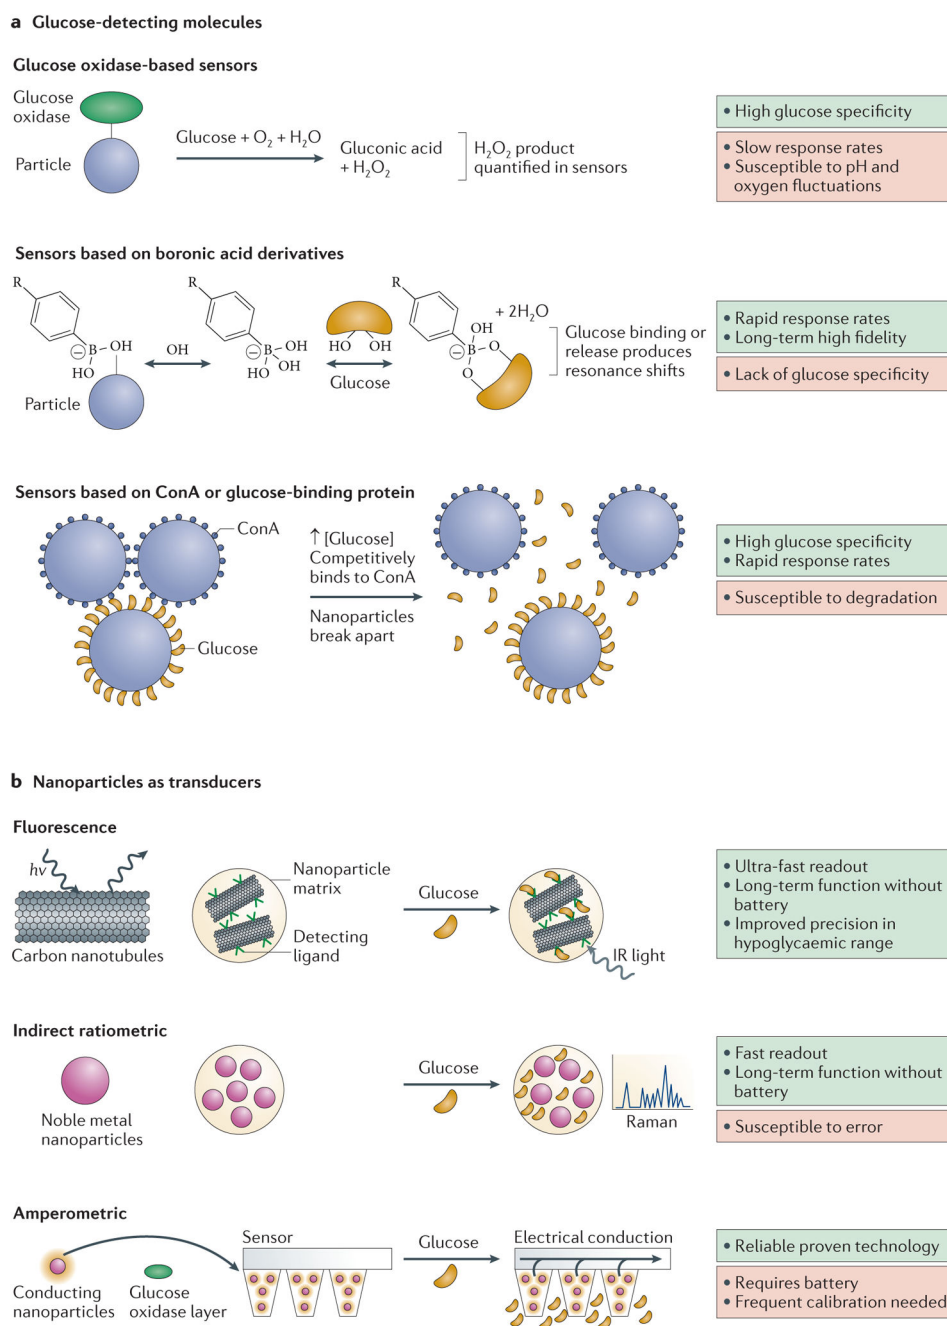 a Glucose-detecting molecules
Glucose oxidase-based sensors
Glucose
oxidase
Particle
Glucose + O₂ + H₂O
Gluconic acid
+ H₂O₂
H₂O₂ product
quantified in sensors
• High glucose specificity
• Slow response rates
• Susceptible to pH and
oxygen fluctuations
Sensors based on boronic acid derivatives
R
B
OH
HO
Particle
OH
R
B
OH
HO
OH
HO OH
Glucose
R
OH
B
O
O
+ 2H₂O
Glucose binding or
release produces
resonance shifts
• Rapid response rates
• Long-term high fidelity
• Lack of glucose specificity
Sensors based on ConA or glucose-binding protein
ConA
Glucose
↑ [Glucose]
Competitively
binds to ConA
Nanoparticles
break apart
• High glucose specificity
• Rapid response rates
• Susceptible to degradation
b Nanoparticles as transducers
Fluorescence
hv
Carbon nanotubules
Nanoparticle
matrix
Detecting
ligand
Glucose
IR light
• Ultra-fast readout
• Long-term function without
battery
• Improved precision in
hypoglycaemic range
Indirect ratiometric
Noble metal
nanoparticles
Glucose
Raman
• Fast readout
• Long-term function without
battery
• Susceptible to error
Amperometric
Conducting
nanoparticles
Glucose
oxidase layer
Sensor
Glucose
Electrical conduction
• Reliable proven technology
• Requires battery
• Frequent calibration needed